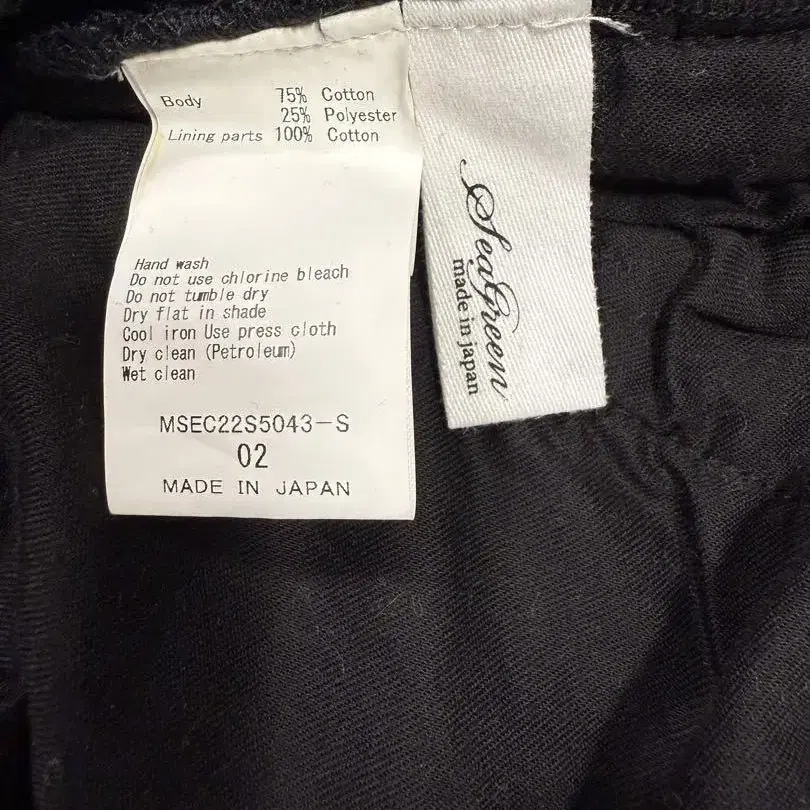 Body 75% Cotton
25% Polyester
Lining parts 100% Cotton
Hand wash
Do not use chlorine bleach
Do not tumble dry
Dry flat in shade
Cool iron Use press cloth
Dry clean (Petroleum)
Wet clean
MSEC22S5043-S
02
MADE IN JAPAN
SeaGreen
made in japan